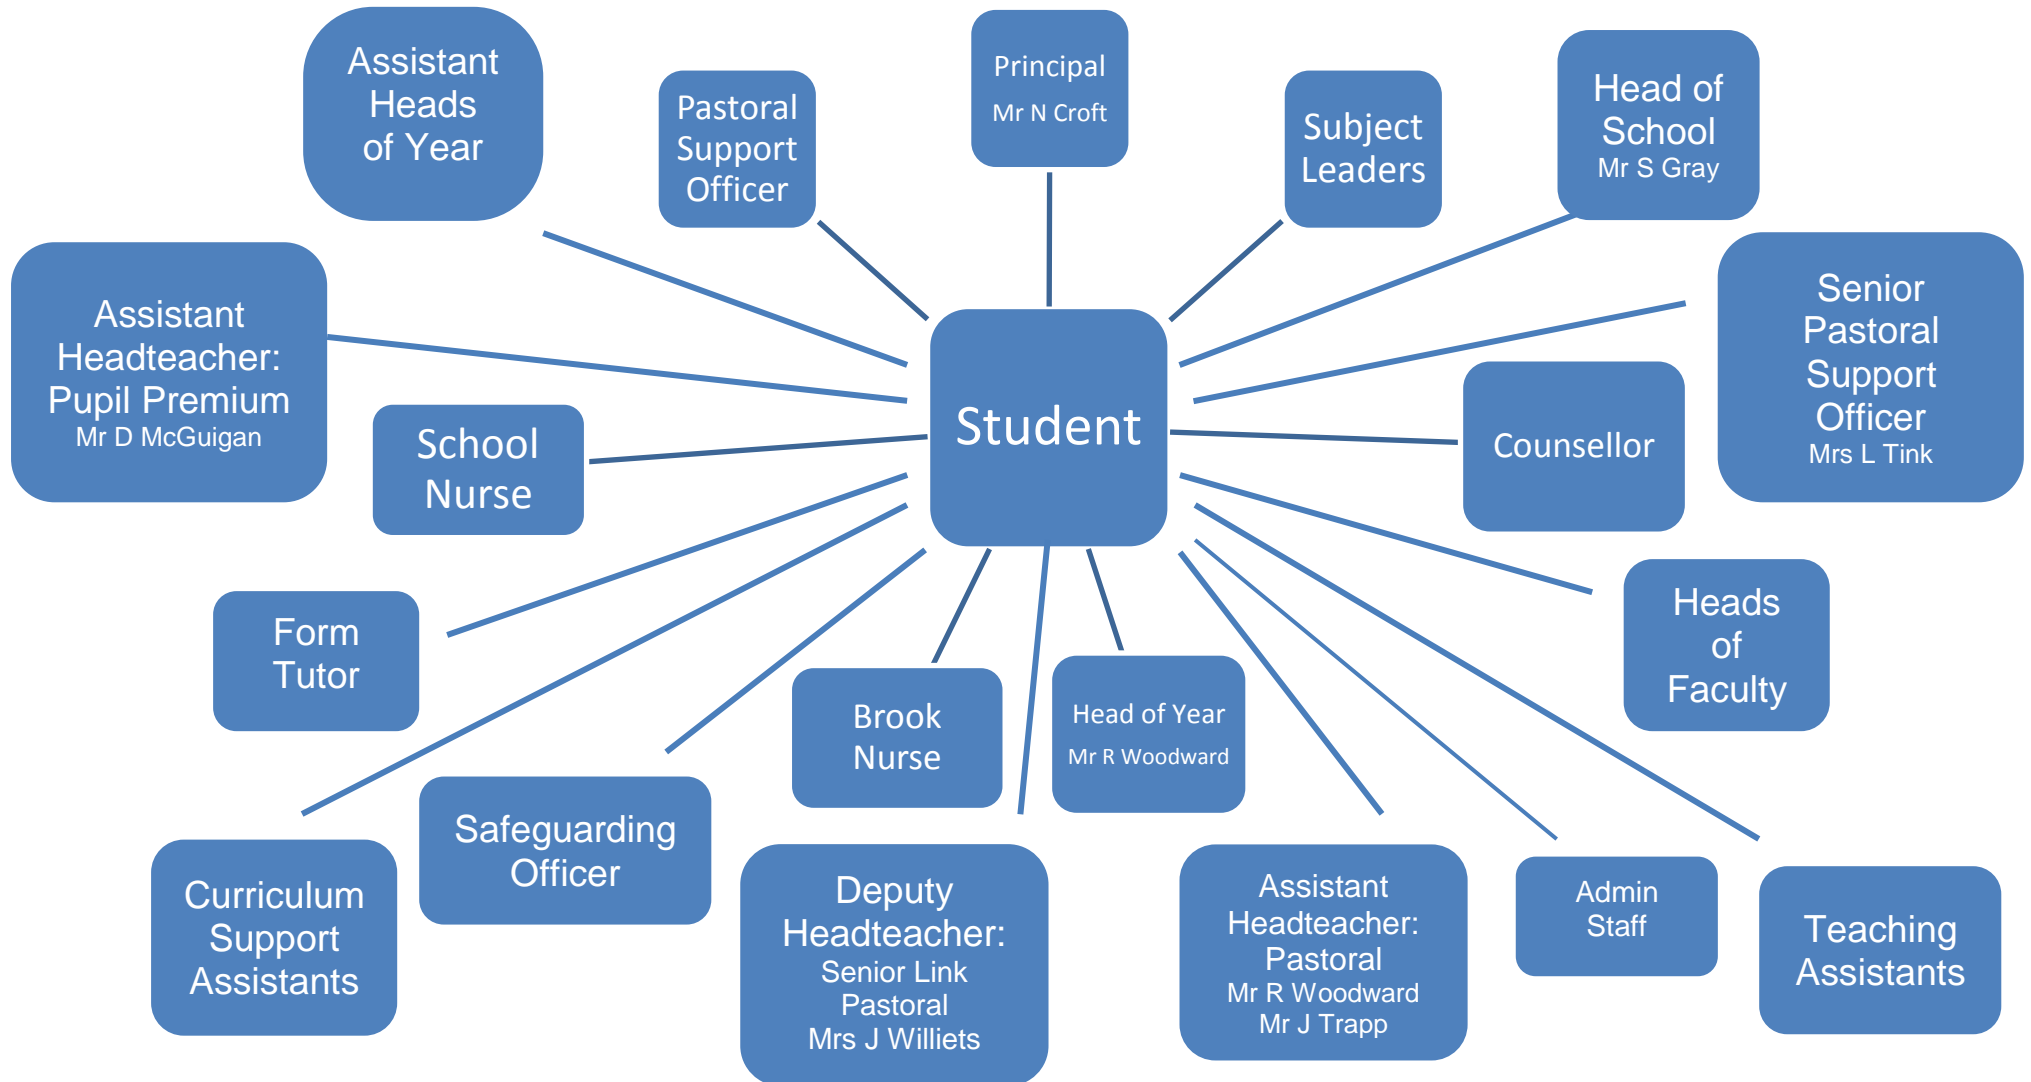 Assistant
Heads
of Year
Pastoral
Support
Officer
Principal
Mr N Croft
Subject
Leaders
Head of
School
Mr S Gray
Assistant
Headteacher:
Pupil Premium
Mr D McGuigan
Senior
Pastoral
Support
Officer
Mrs L Tink
School
Nurse
Student
Counsellor
Form
Tutor
Heads
of
Faculty
Brook
Nurse
Head of Year
Mr R Woodward
Curriculum
Support
Assistants
Safeguarding
Officer
Deputy
Headteacher:
Senior Link
Pastoral
Mrs J Williets
Assistant
Headteacher:
Pastoral
Mr R Woodward
Mr J Trapp
Admin
Staff
Teaching
Assistants